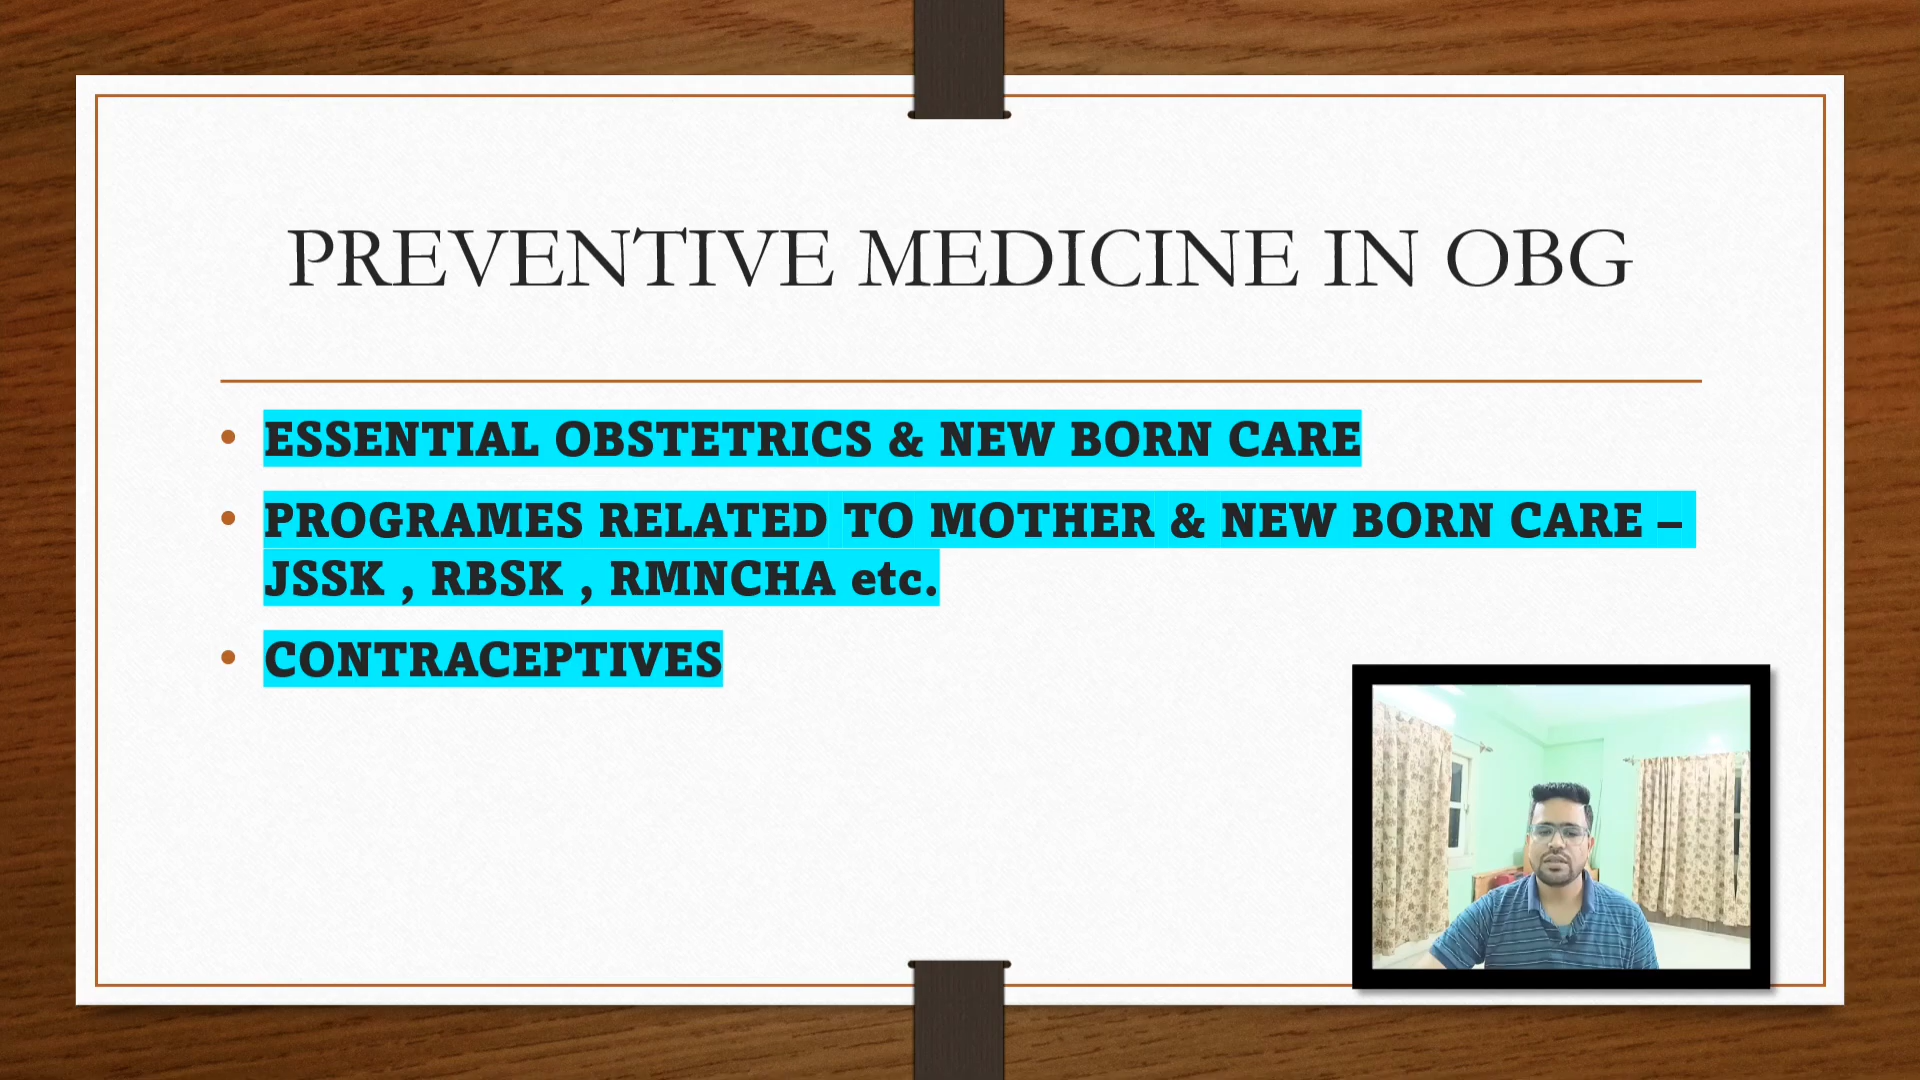 PREVENTIVE MEDICINE IN OBG
• ESSENTIAL OBSTETRICS & NEW BORN CARE
• PROGRAMES RELATED TO MOTHER & NEW BORN CARE –
JSSK , RBSK , RMNCHA etc.
• CONTRACEPTIVES